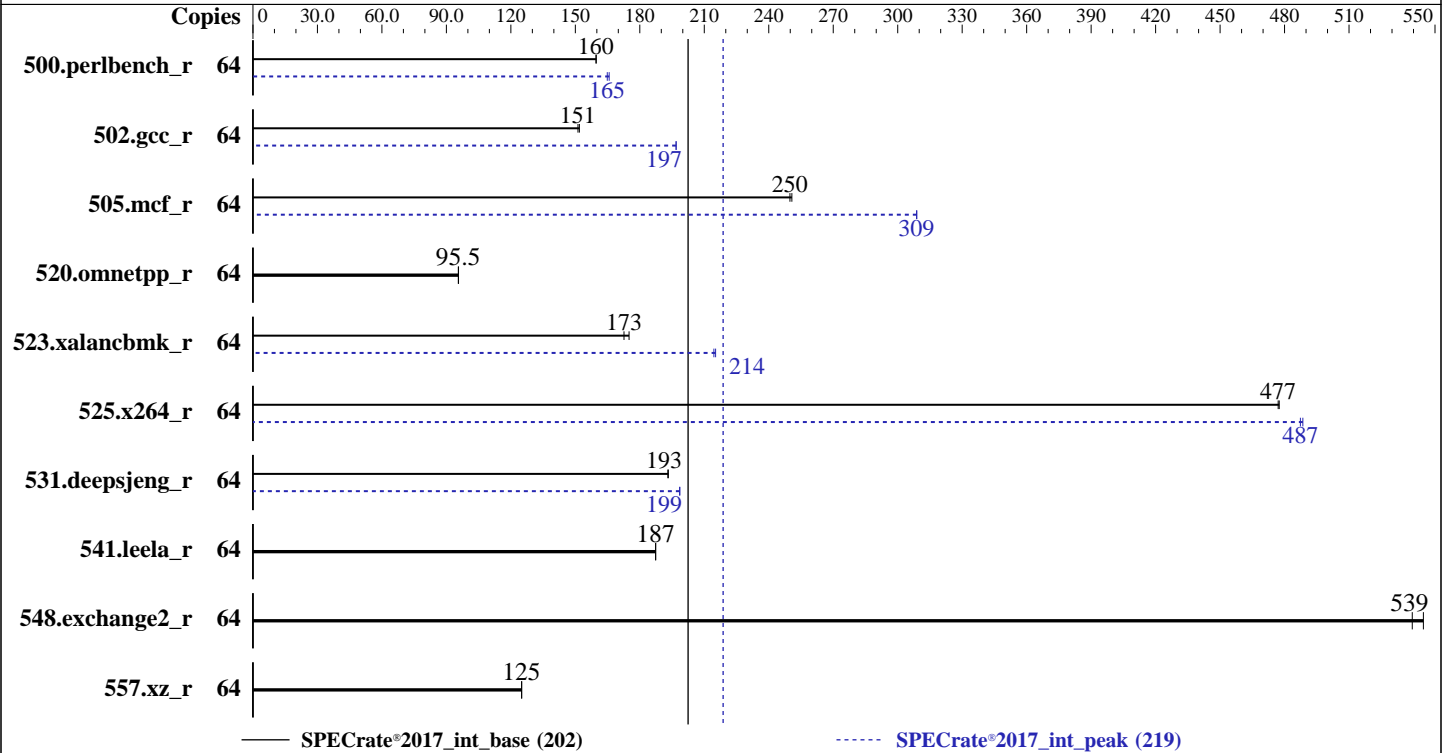 Copies 0 30.0 60.0 90.0 120 150 180 210 240 270 300 330 360 390 420 450 480 510 550
500.perlbench_r 64 160
165
502.gcc_r 64 151
197
505.mcf_r 64 250
309
520.omnetpp_r 64 95.5
523.xalancbmk_r 64 173
214
525.x264_r 64 477
487
531.deepsjeng_r 64 193
199
541.leela_r 64 187
548.exchange2_r 64 539
557.xz_r 64 125
SPECrate®2017_int_base (202) SPECrate®2017_int_peak (219)